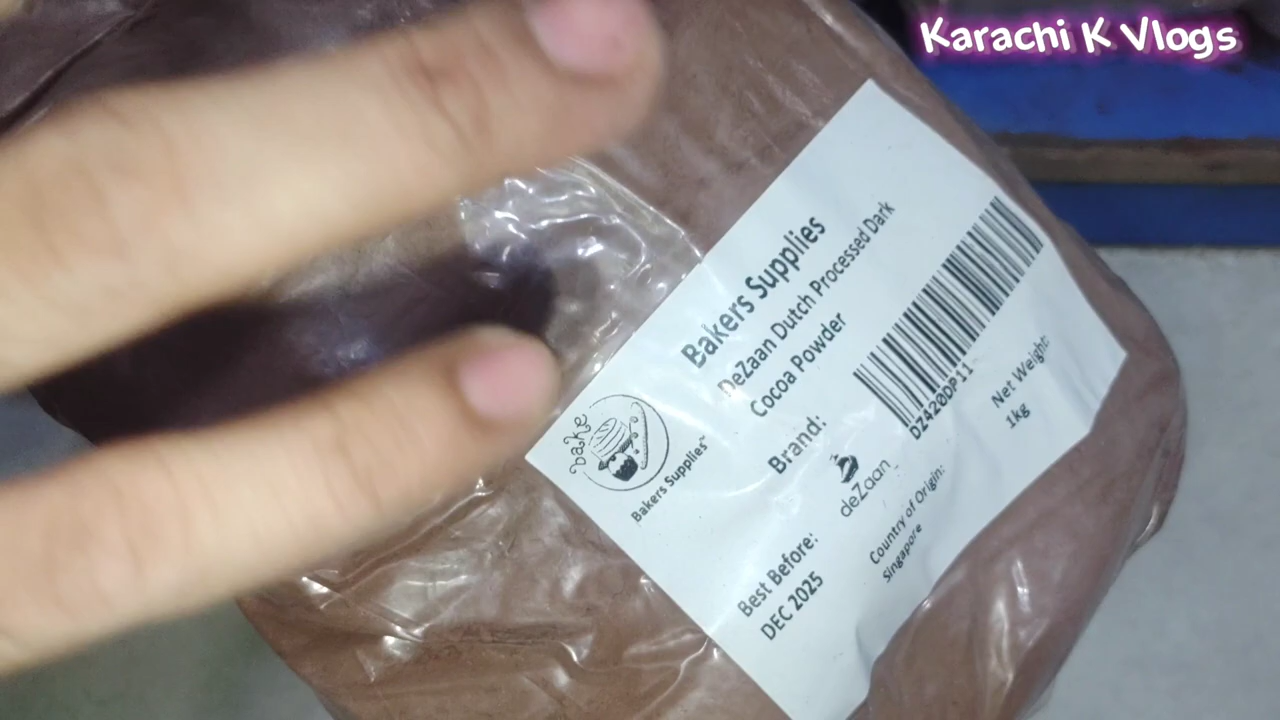 Karachi K Vlogs
Bakers Supplies
DeZaan Dutch Processed Dark
Cocoa Powder
DZ420DP11
Brand:
deZaan
Net Weight:
1kg
bake
Bakers Supplies™
Best Before:
DEC 2025
Country of Origin:
Singapore